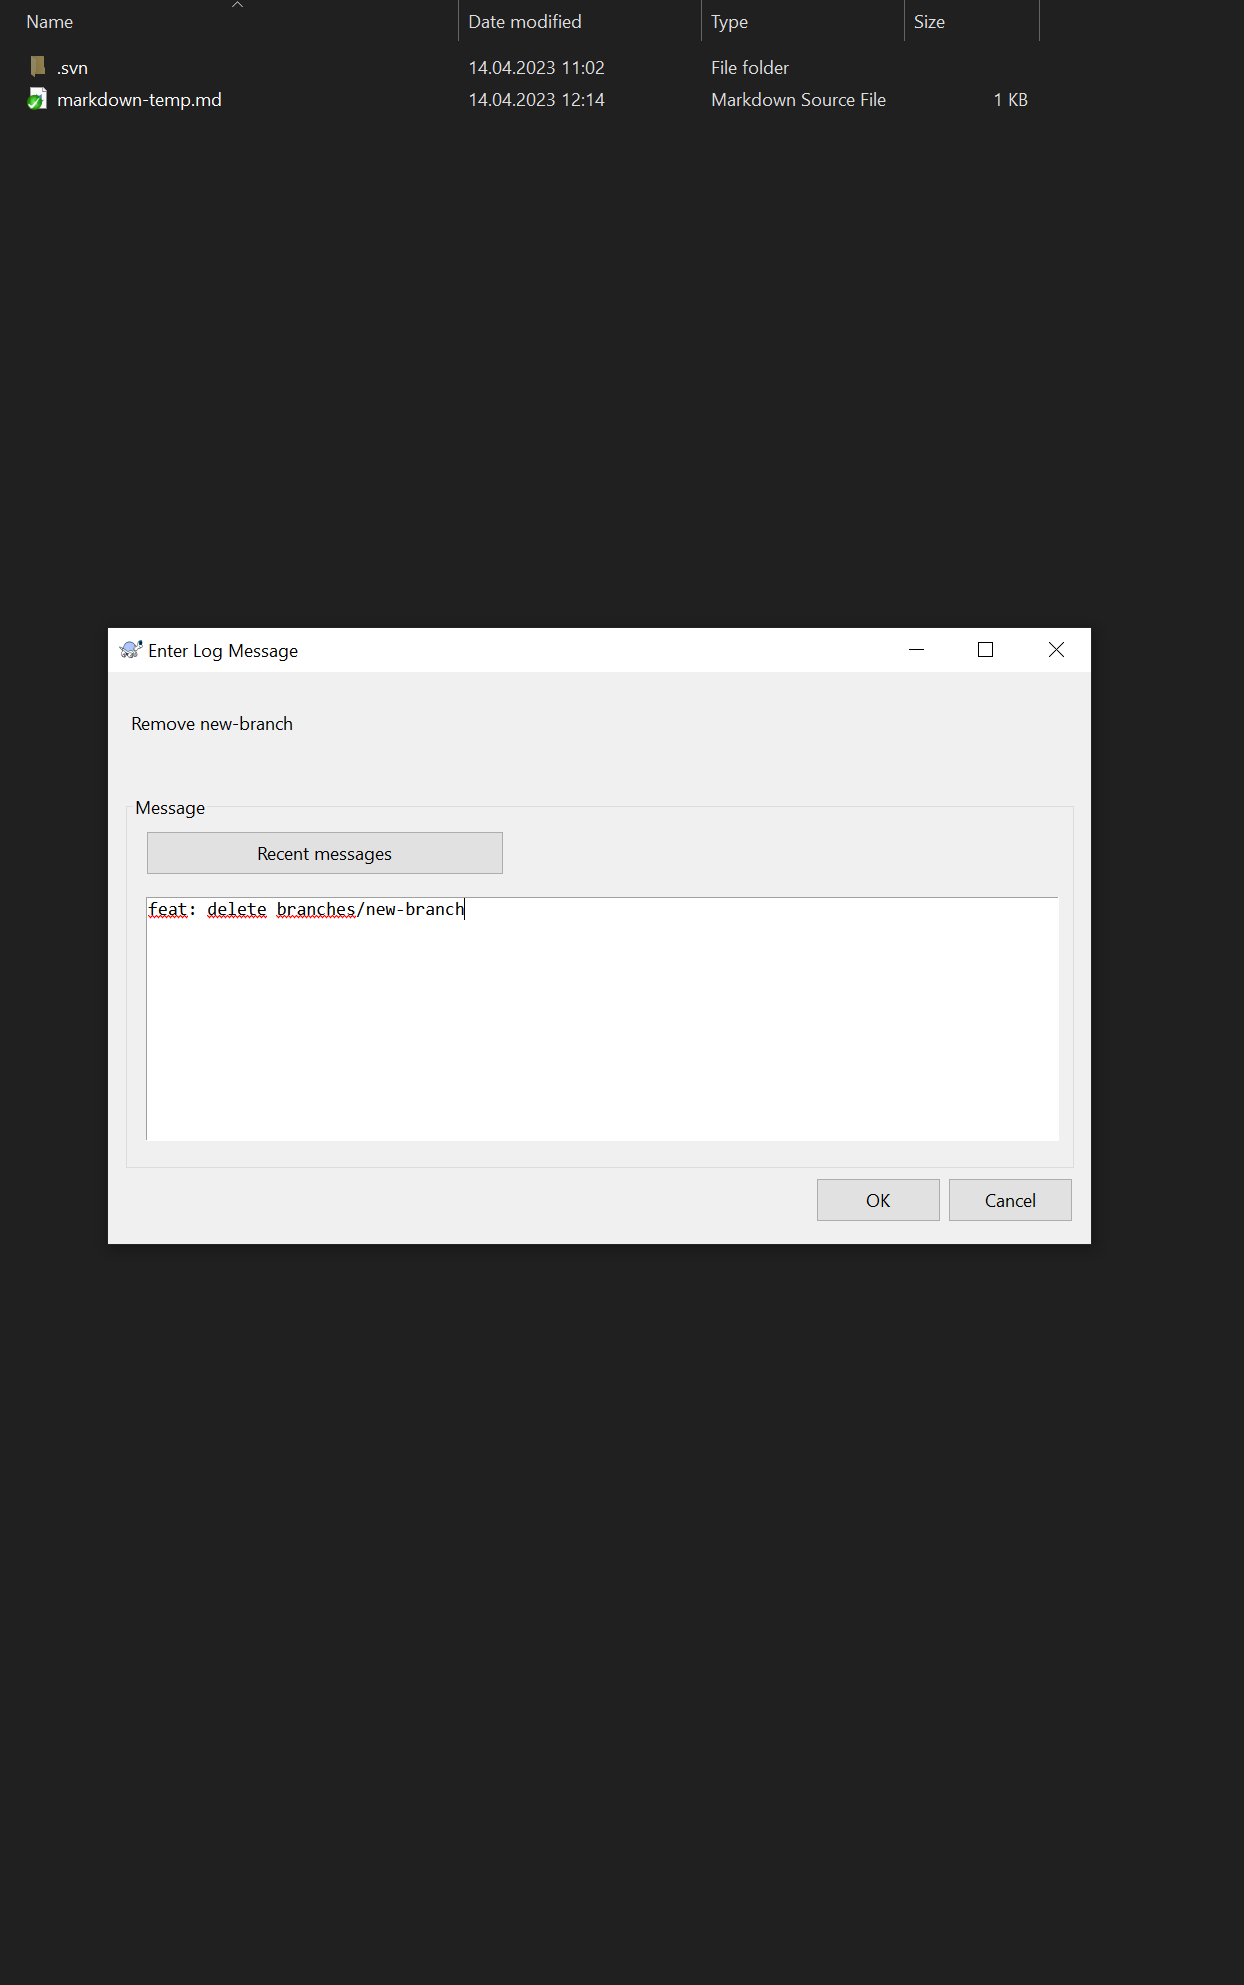 Name Date modified Type Size
.svn 14.04.2023 11:02 File folder
markdown-temp.md 14.04.2023 12:14 Markdown Source File 1 KB
Enter Log Message
Remove new-branch
Message
Recent messages
feat: delete branches/new-branch
OK Cancel